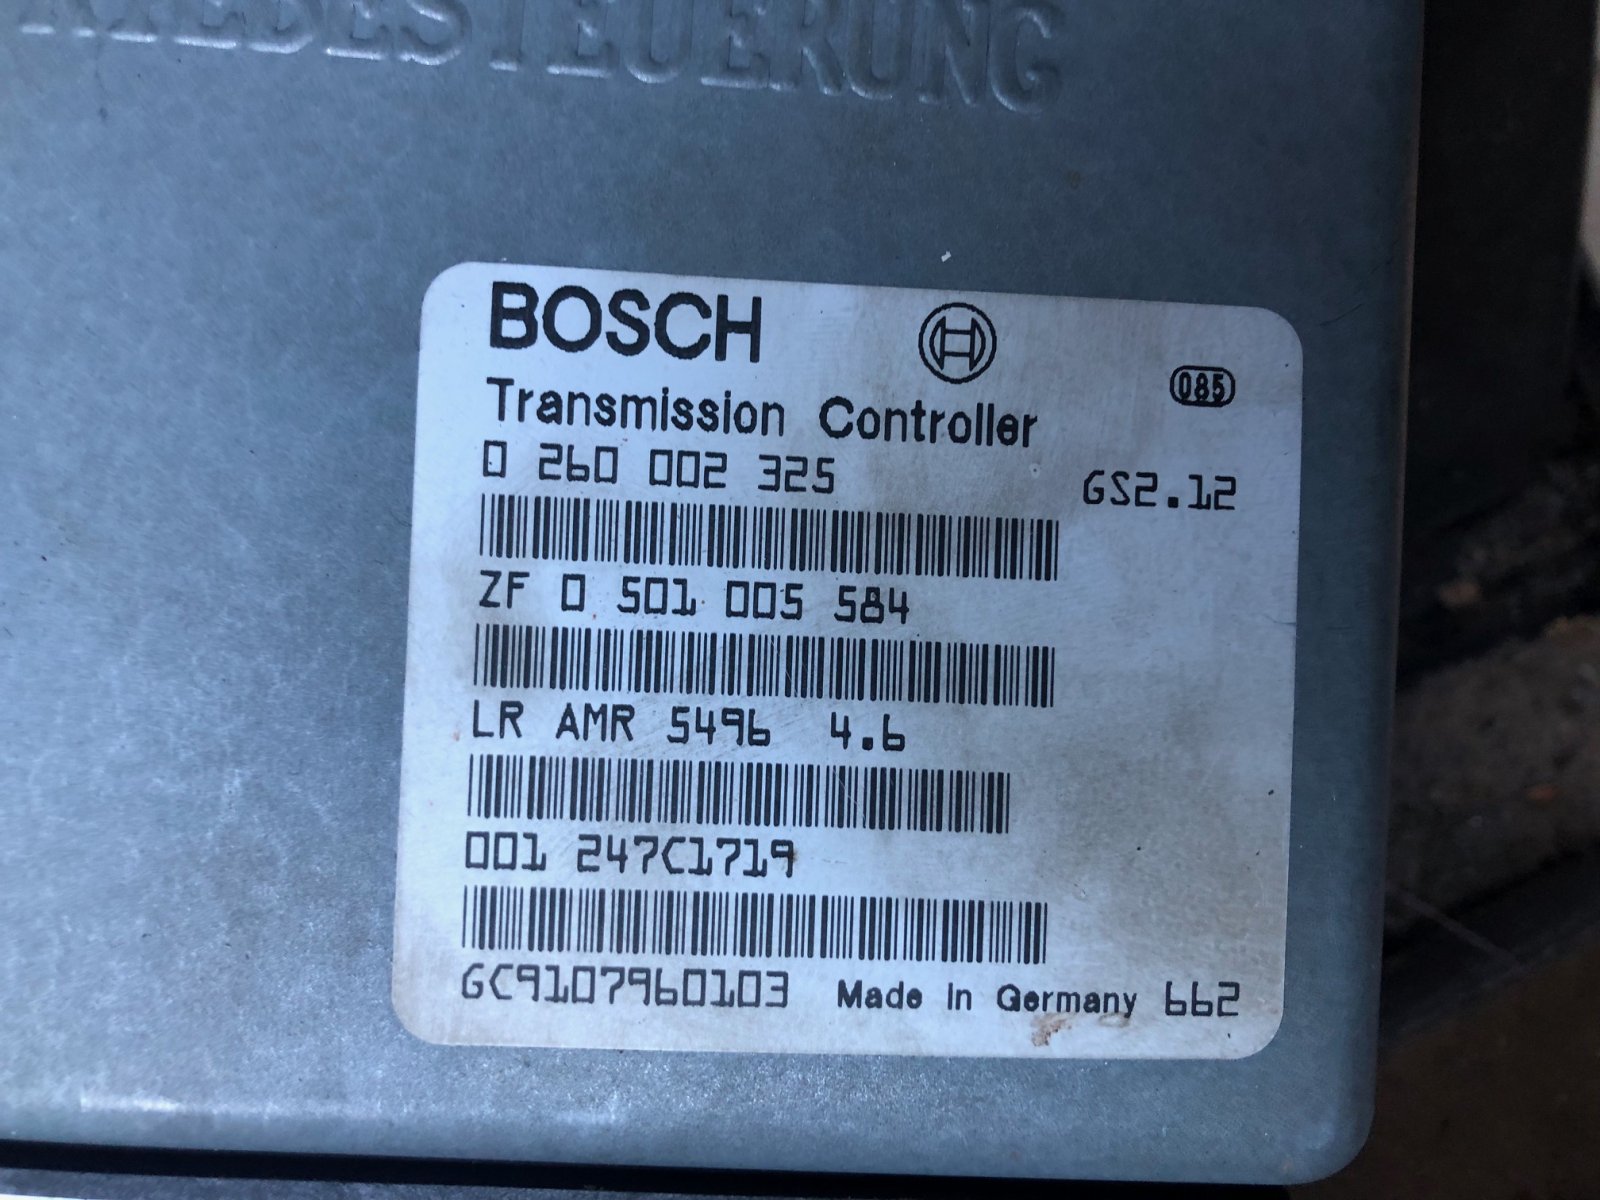 RIEBESTEUERUNG
BOSCH
085
Transmission Controller
0 260 002 325 GS2.12
ZF 0 501 005 584
LR AMR 5496 4.6
001 247C1719
GC9107960103 Made In Germany 662